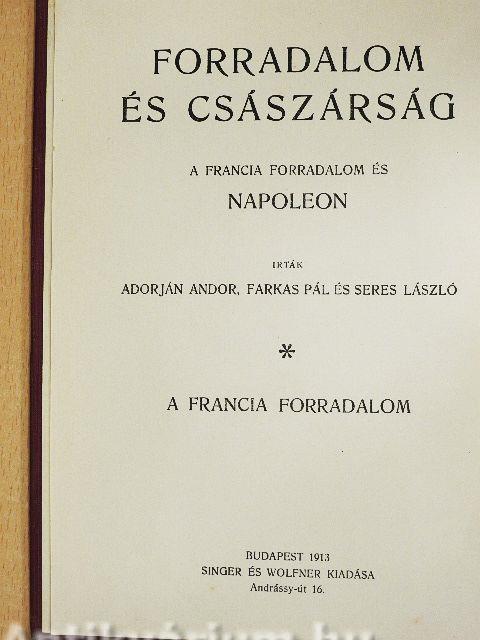 FORRADALOM
ÉS CSÁSZÁRSÁG
A FRANCIA FORRADALOM ÉS
NAPOLEON
IRTÁK
ADORJÁN ANDOR, FARKAS PÁL ÉS SERES LÁSZLÓ
*
A FRANCIA FORRADALOM
BUDAPEST 1913
SINGER ÉS WOLFNER KIADÁSA
Andrássy-út 16.